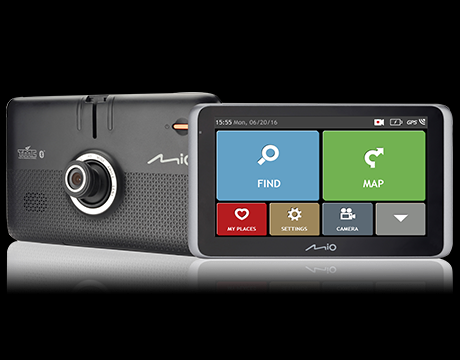 Mio
15:55 Mon, 06/20/16
GPS
FIND
MAP
MY PLACES
SETTINGS
CAMERA
Mio